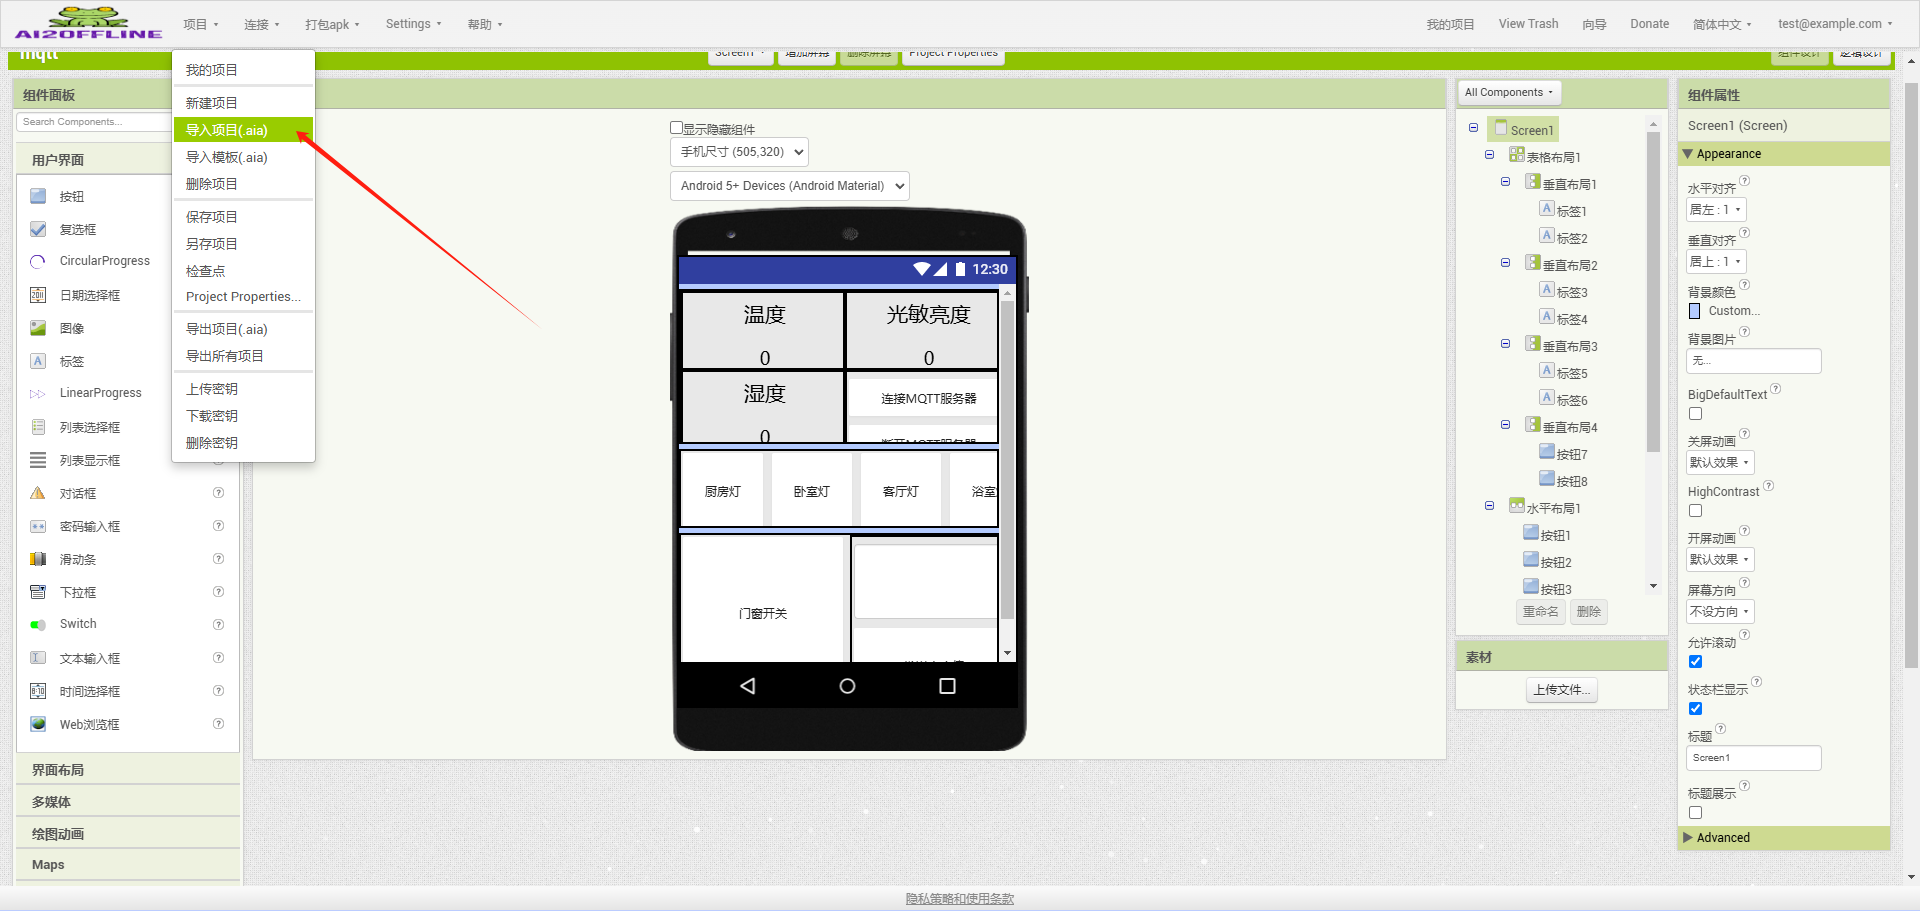 AI2OFFLINE
项目
连接
打包apk
Settings
帮助
我的项目
View Trash
向导
Donate
简体中文
test@example.com
mqtt
Screen1
增加屏幕
删除屏幕
Project Properties
组件设计
逻辑设计
我的项目
新建项目
导入项目(.aia)
导入模板(.aia)
删除项目
保存项目
另存项目
检查点
Project Properties...
导出项目(.aia)
导出所有项目
上传密钥
下载密钥
删除密钥
组件面板
Search Components...
用户界面
按钮
复选框
CircularProgress
日期选择框
图像
标签
LinearProgress
列表选择框
列表显示框
对话框
密码输入框
滑动条
下拉框
Switch
文本输入框
时间选择框
Web浏览框
界面布局
多媒体
绘图动画
Maps
显示隐藏组件
手机尺寸 (505,320)
Android 5+ Devices (Android Material)
12:30
温度
0
光敏亮度
0
湿度
0
连接MQTT服务器
断开MQTT服务器
厨房灯
卧室灯
客厅灯
浴室
门窗开关
All Components
Screen1
表格布局1
垂直布局1
标签1
标签2
垂直布局2
标签3
标签4
垂直布局3
标签5
标签6
垂直布局4
按钮7
按钮8
水平布局1
按钮1
按钮2
按钮3
重命名
删除
素材
上传文件...
组件属性
Screen1 (Screen)
Appearance
水平对齐
居左 : 1
垂直对齐
居上 : 1
背景颜色
Custom...
背景图片
无...
BigDefaultText
关屏动画
默认效果
HighContrast
开屏动画
默认效果
屏幕方向
不设方向
允许滚动
状态栏显示
标题
Screen1
标题展示
Advanced
隐私策略和使用条款